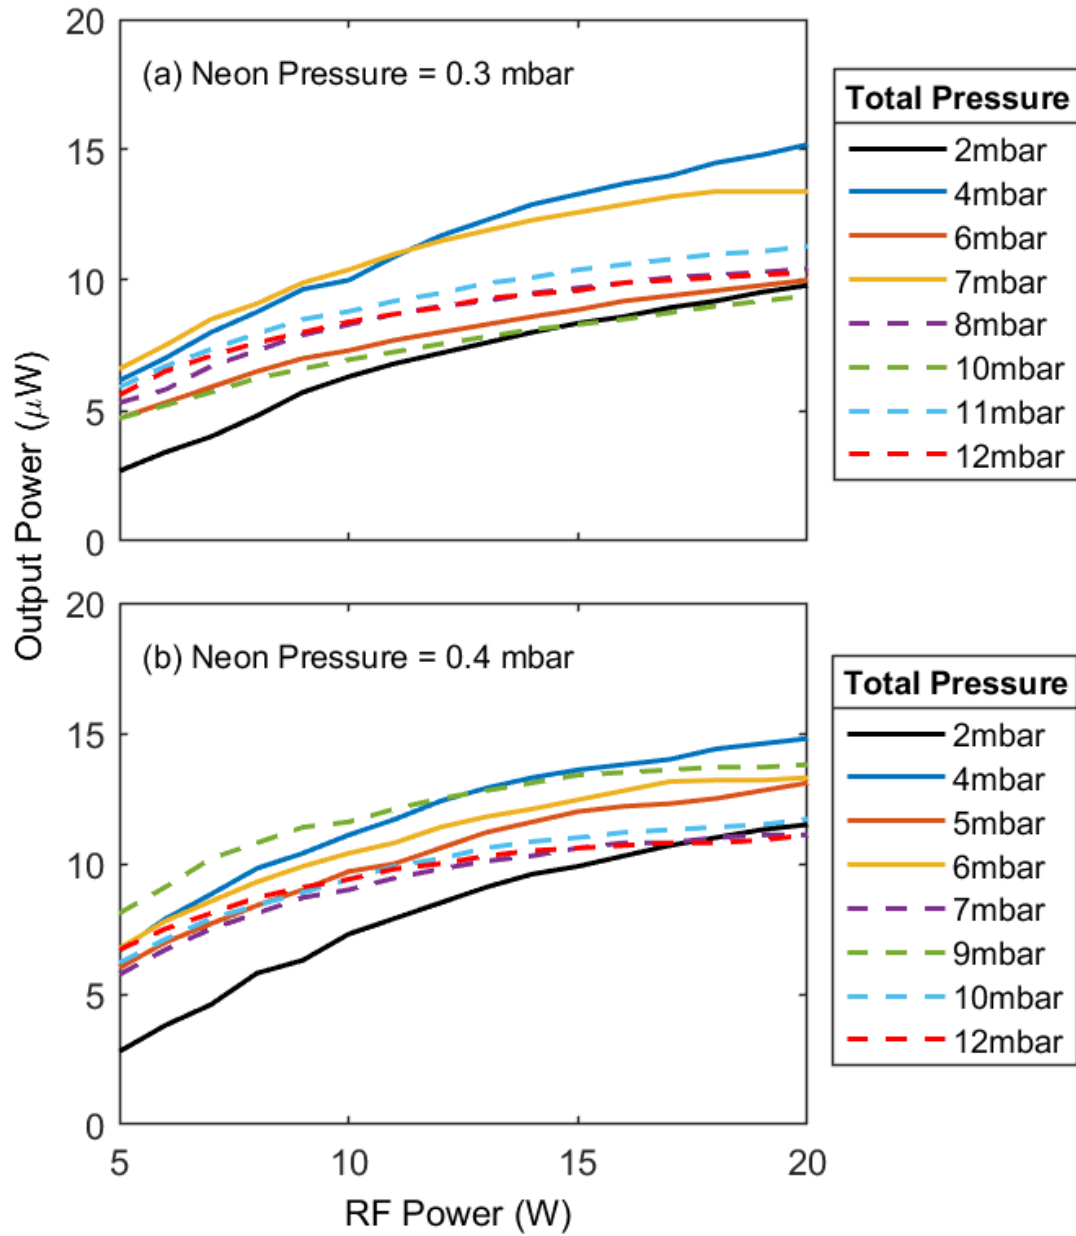 20
(a) Neon Pressure = 0.3 mbar
15
10
5
0
Total Pressure
2mbar
4mbar
6mbar
7mbar
8mbar
10mbar
11mbar
12mbar
Output Power (μW)
20
(b) Neon Pressure = 0.4 mbar
15
10
5
0
Total Pressure
2mbar
4mbar
5mbar
6mbar
7mbar
9mbar
10mbar
12mbar
5 10 15 20
RF Power (W)